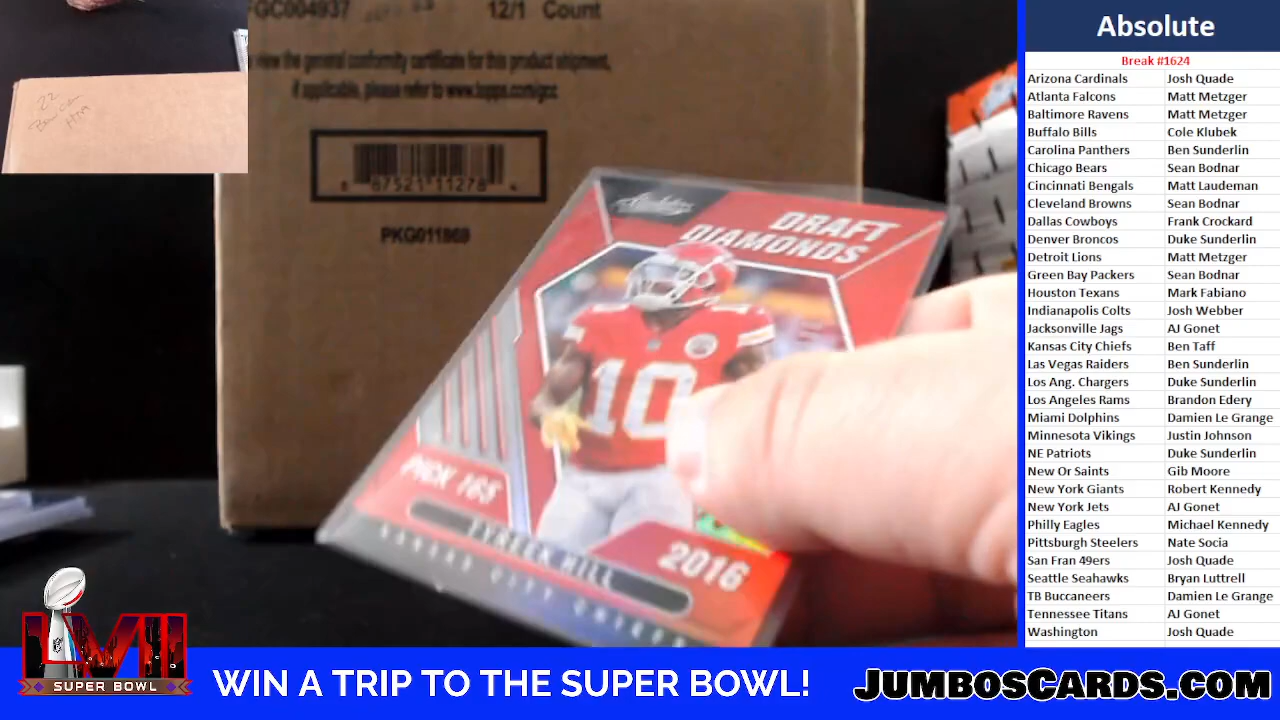 12/1 Count
view the general conformity certificate for this product shipment,
if applicable, please refer to www.topps.com/gcc
PKG011869
Absolute
DRAFT
DIAMONDS
10
PICK 165
TYREEK HILL
2016
KANSAS CITY CHIEFS
Absolute
Break #1624
Arizona Cardinals Josh Quade
Atlanta Falcons Matt Metzger
Baltimore Ravens Matt Metzger
Buffalo Bills Cole Klubek
Carolina Panthers Ben Sunderlin
Chicago Bears Sean Bodnar
Cincinnati Bengals Matt Laudeman
Cleveland Browns Sean Bodnar
Dallas Cowboys Frank Crockard
Denver Broncos Duke Sunderlin
Detroit Lions Matt Metzger
Green Bay Packers Sean Bodnar
Houston Texans Mark Fabiano
Indianapolis Colts Josh Webber
Jacksonville Jags AJ Gonet
Kansas City Chiefs Ben Taff
Las Vegas Raiders Ben Sunderlin
Los Ang. Chargers Duke Sunderlin
Los Angeles Rams Brandon Edery
Miami Dolphins Damien Le Grange
Minnesota Vikings Justin Johnson
NE Patriots Duke Sunderlin
New Or Saints Gib Moore
New York Giants Robert Kennedy
New York Jets AJ Gonet
Philly Eagles Michael Kennedy
Pittsburgh Steelers Nate Socia
San Fran 49ers Josh Quade
Seattle Seahawks Bryan Luttrell
TB Buccaneers Damien Le Grange
Tennessee Titans AJ Gonet
Washington Josh Quade
LVII
SUPER BOWL
WIN A TRIP TO THE SUPER BOWL!
JUMBOSCARDS.COM